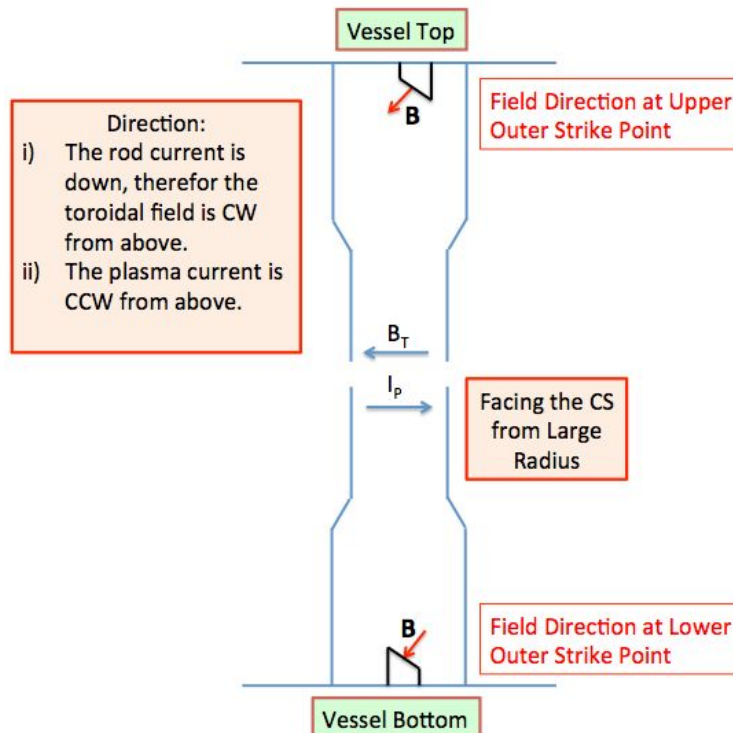 Vessel Top
Direction:
i) The rod current is
down, therefor the
toroidal field is CW
from above.
ii) The plasma current is
CCW from above.
B
Field Direction at Upper
Outer Strike Point
B_T
I_P
Facing the CS
from Large
Radius
B
Field Direction at Lower
Outer Strike Point
Vessel Bottom